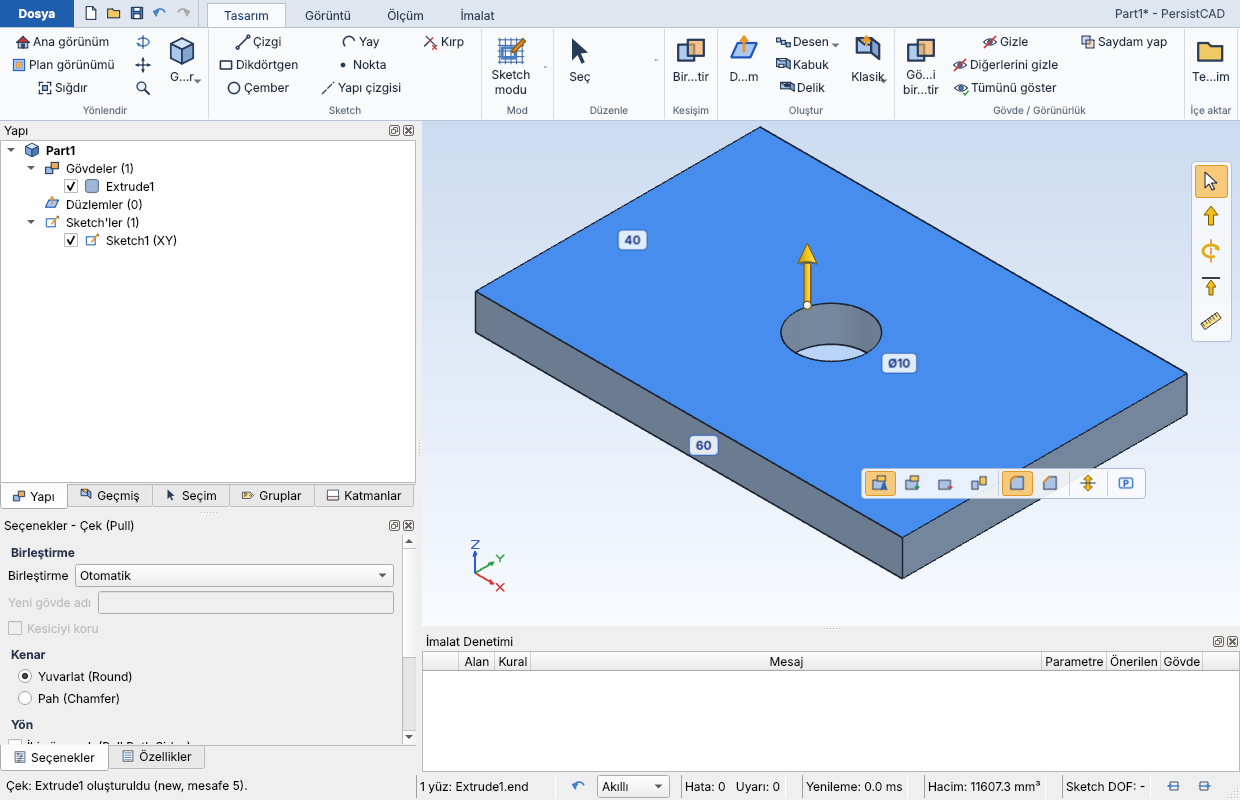 Dosya
Tasarım Görüntü Ölçüm İmalat
Part1* - PersistCAD
Ana görünüm
Plan görünümü
Sığdır
G...r
Yönlendir
Çizgi Yay Kırp
Dikdörtgen Nokta
Çember Yapı çizgisi
Sketch
Sketch
modu
Mod
Seç
Düzenle
Bir...tir
Kesişim
D...m
Desen
Kabuk
Delik
Klasik
Oluştur
Gö...i
bir...tir
Gizle
Diğerlerini gizle
Tümünü göster
Saydam yap
Gövde / Görünürlük
Te...im
İçe aktar
Yapı
Part1
Gövdeler (1)
Extrude1
Düzlemler (0)
Sketch'ler (1)
Sketch1 (XY)
Yapı Geçmiş Seçim Gruplar Katmanlar
Seçenekler - Çek (Pull)
Birleştirme
Birleştirme Otomatik
Yeni gövde adı
Kesiciyi koru
Kenar
Yuvarlat (Round)
Pah (Chamfer)
Yön
Seçenekler Özellikler
40
Ø10
60
P
Z
Y
X
İmalat Denetimi
Alan Kural Mesaj Parametre Önerilen Gövde
Çek: Extrude1 oluşturuldu (new, mesafe 5). 1 yüz: Extrude1.end Akıllı Hata: 0 Uyarı: 0 Yenileme: 0.0 ms Hacim: 11607.3 mm³ Sketch DOF: -